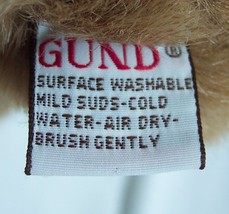 GUND®
SURFACE WASHABLE
MILD SUDS-COLD
WATER-AIR DRY-
BRUSH GENTLY